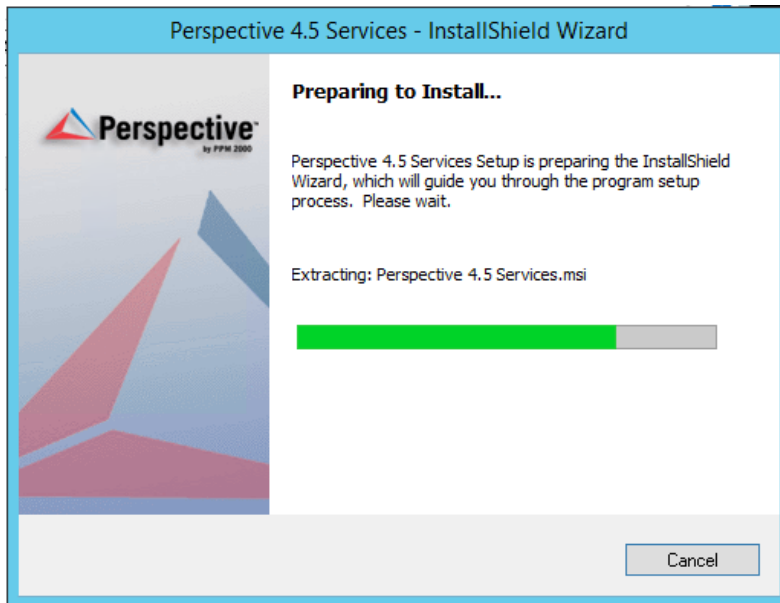 Perspective 4.5 Services - InstallShield Wizard
Perspective™
by PPM 2000
Preparing to Install...
Perspective 4.5 Services Setup is preparing the InstallShield
Wizard, which will guide you through the program setup
process. Please wait.
Extracting: Perspective 4.5 Services.msi
Cancel